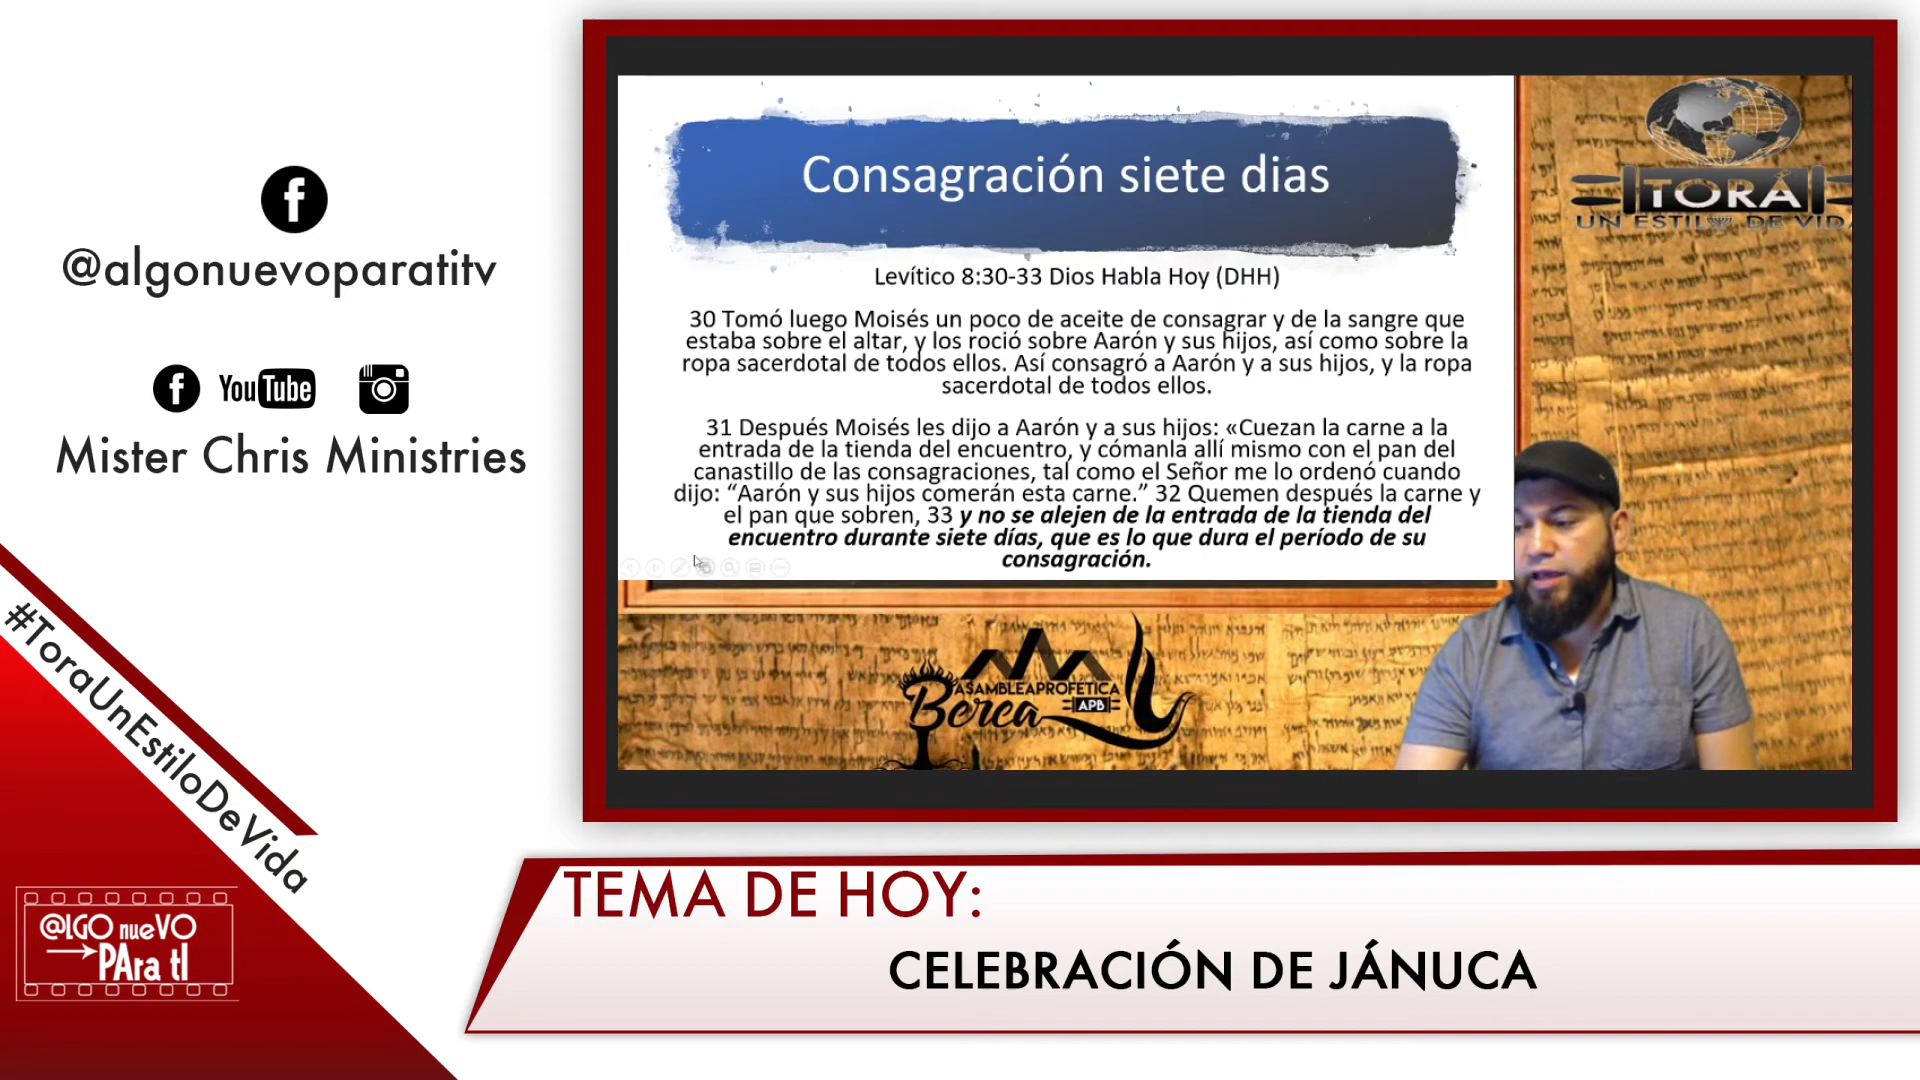 @algonuevoparatitv
You Tube
Mister Chris Ministries
#ToraUnEstiloDeVida
@LGO nueVO
PAra tI
Consagración siete dias
Levítico 8:30-33 Dios Habla Hoy (DHH)
30 Tomó luego Moisés un poco de aceite de consagrar y de la sangre que
estaba sobre el altar, y los roció sobre Aarón y sus hijos, así como sobre la
ropa sacerdotal de todos ellos. Así consagró a Aarón y a sus hijos, y la ropa
sacerdotal de todos ellos.
31 Después Moisés les dijo a Aarón y a sus hijos: «Cuezan la carne a la
entrada de la tienda del encuentro, y cómanla allí mismo con el pan del
canastillo de las consagraciones, tal como el Señor me lo ordenó cuando
dijo: “Aarón y sus hijos comerán esta carne.” 32 Quemen después la carne y
el pan que sobren, 33 y no se alejen de la entrada de la tienda del
encuentro durante siete días, que es lo que dura el período de su
consagración.
TORÁ
UN ESTILO DE VIDA
ASAMBLEA PROFÉTICA
Berea
APB
TEMA DE HOY:
CELEBRACIÓN DE JÁNUCA